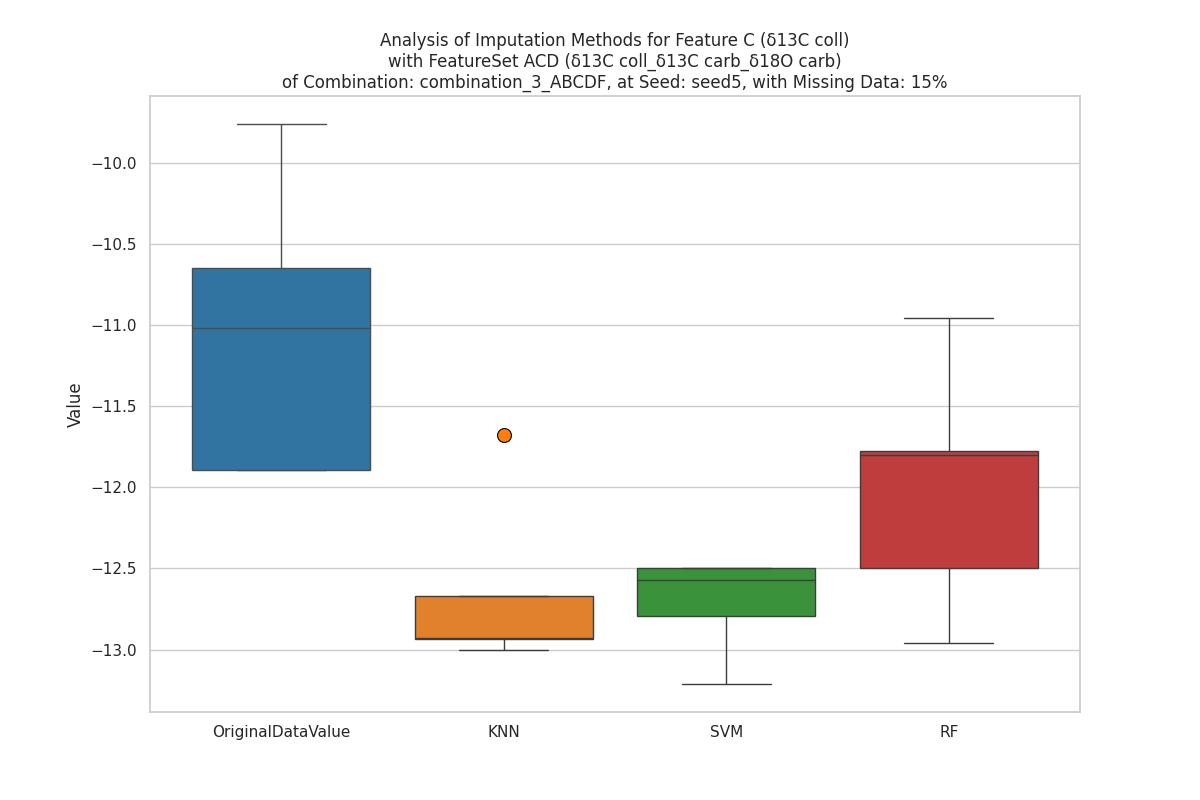 Analysis of Imputation Methods for Feature C (δ13C coll)
with FeatureSet ACD (δ13C coll_δ13C carb_δ18O carb)
of Combination: combination_3_ABCDF, at Seed: seed5, with Missing Data: 15%
−10.0
−10.5
−11.0
−11.5
−12.0
−12.5
−13.0
Value
OriginalDataValue
KNN
SVM
RF